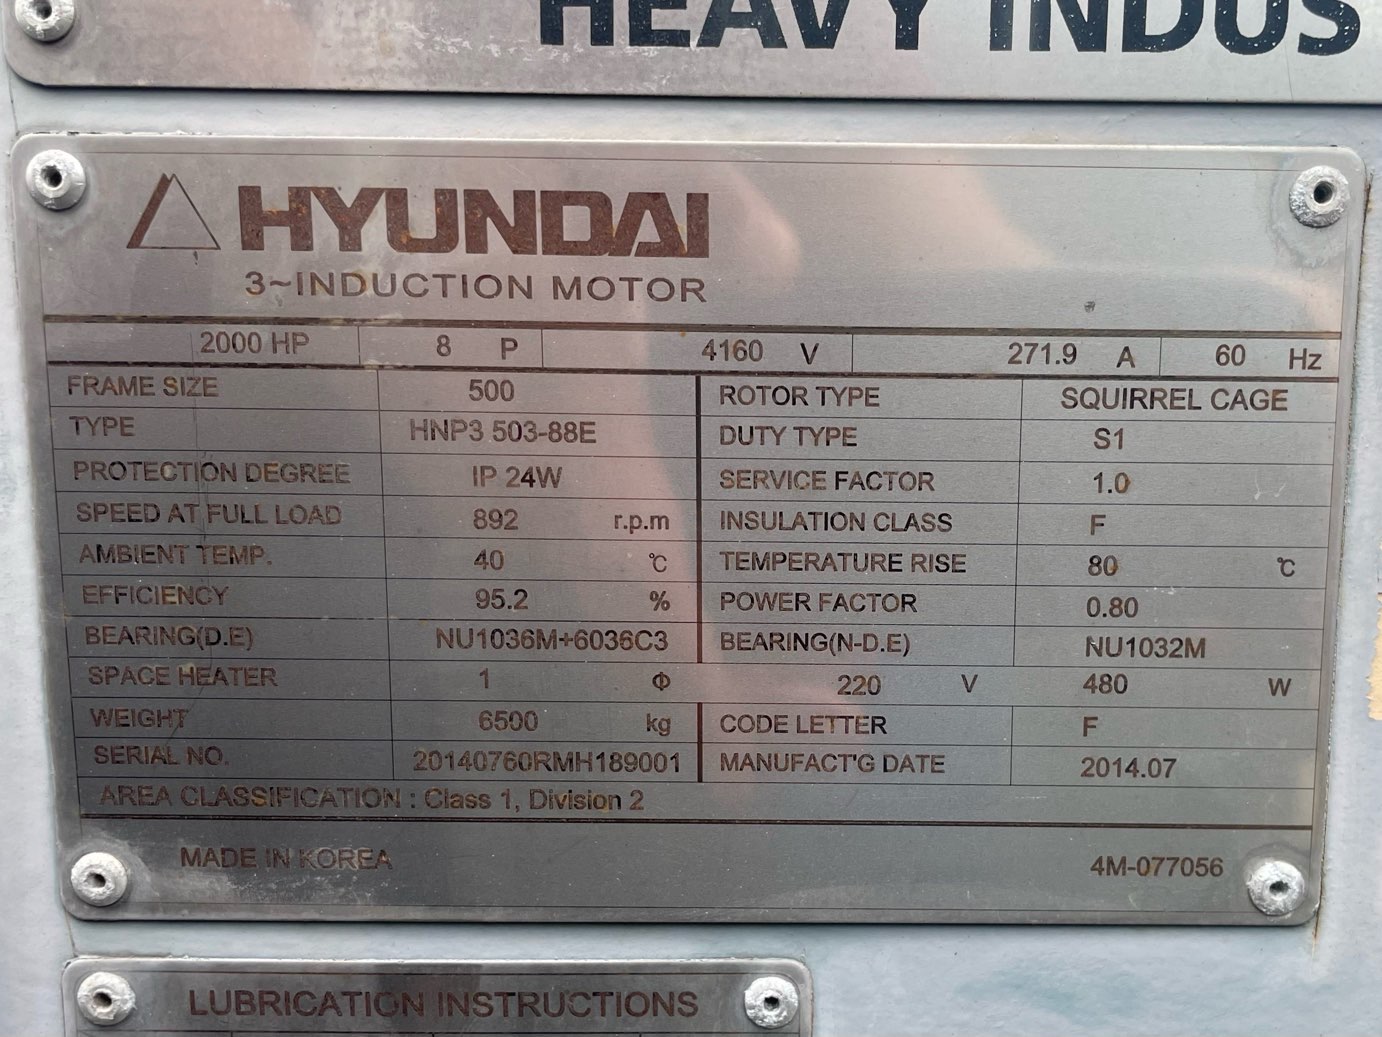 HEAVY INDUS
HYUNDAI
3~INDUCTION MOTOR
2000 HP 8 P 4160 V 271.9 A 60 Hz
FRAME SIZE 500 ROTOR TYPE SQUIRREL CAGE
TYPE HNP3 503-88E DUTY TYPE S1
PROTECTION DEGREE IP 24W SERVICE FACTOR 1.0
SPEED AT FULL LOAD 892 r.p.m INSULATION CLASS F
AMBIENT TEMP. 40 ℃ TEMPERATURE RISE 80 ℃
EFFICIENCY 95.2 % POWER FACTOR 0.80
BEARING(D.E) NU1036M+6036C3 BEARING(N-D.E) NU1032M
SPACE HEATER 1 Φ 220 V 480 W
WEIGHT 6500 kg CODE LETTER F
SERIAL NO. 20140760RMH189001 MANUFACT'G DATE 2014.07
AREA CLASSIFICATION : Class 1, Division 2
MADE IN KOREA 4M-077056
LUBRICATION INSTRUCTIONS